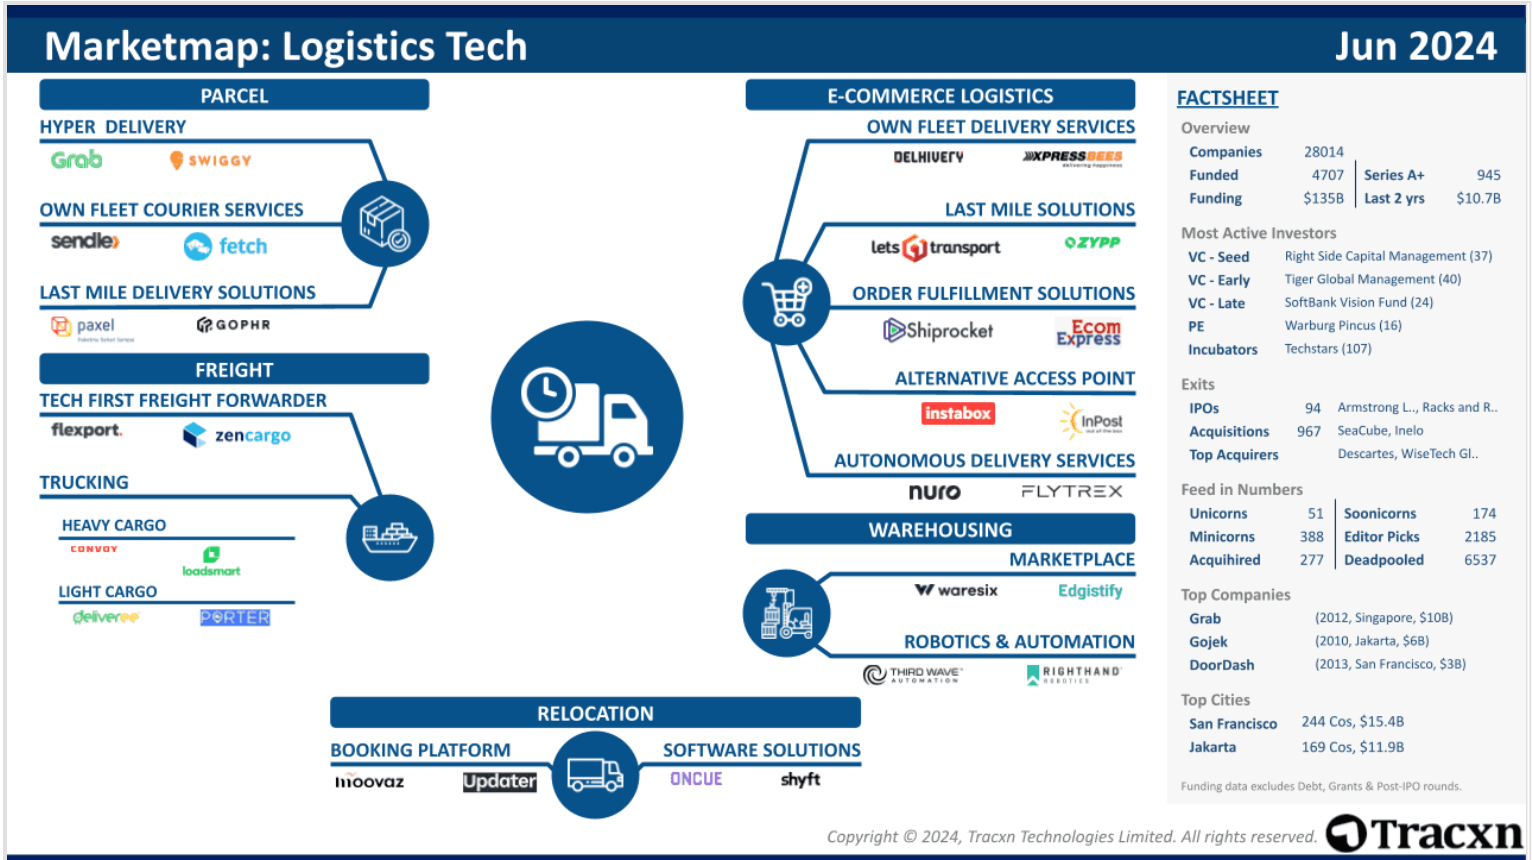 Marketmap: Logistics Tech
Jun 2024
PARCEL
HYPER DELIVERY
Grab
SWIGGY
OWN FLEET COURIER SERVICES
sendle
fetch
LAST MILE DELIVERY SOLUTIONS
paxel
GOPHR
FREIGHT
TECH FIRST FREIGHT FORWARDER
flexport.
zencargo
TRUCKING
HEAVY CARGO
CONVOY
loadsmart
LIGHT CARGO
deliveree
PORTER
E-COMMERCE LOGISTICS
OWN FLEET DELIVERY SERVICES
DELHIVERY
XPRESSBEES
delivering happiness
LAST MILE SOLUTIONS
lets transport
ZYPP
ORDER FULFILLMENT SOLUTIONS
Shiprocket
Ecom
Express
ALTERNATIVE ACCESS POINT
instabox
InPost
out of the box
AUTONOMOUS DELIVERY SERVICES
nuro
FLYTREX
WAREHOUSING
MARKETPLACE
waresix
Edgistify
ROBOTICS & AUTOMATION
THIRD WAVE
AUTOMATION
RIGHTHAND
ROBOTICS
RELOCATION
BOOKING PLATFORM
moovaz
Updater
SOFTWARE SOLUTIONS
ONCUE
shyft
FACTSHEET
Overview
Companies 28014
Funded 4707 Series A+ 945
Funding $135B Last 2 yrs $10.7B
Most Active Investors
VC - Seed Right Side Capital Management (37)
VC - Early Tiger Global Management (40)
VC - Late SoftBank Vision Fund (24)
PE Warburg Pincus (16)
Incubators Techstars (107)
Exits
IPOs 94 Armstrong L.., Racks and R..
Acquisitions 967 SeaCube, Inelo
Top Acquirers Descartes, WiseTech Gl..
Feed in Numbers
Unicorns 51 Soonicorns 174
Minicorns 388 Editor Picks 2185
Acquihired 277 Deadpooled 6537
Top Companies
Grab (2012, Singapore, $10B)
Gojek (2010, Jakarta, $6B)
DoorDash (2013, San Francisco, $3B)
Top Cities
San Francisco 244 Cos, $15.4B
Jakarta 169 Cos, $11.9B
Funding data excludes Debt, Grants & Post-IPO rounds.
Copyright © 2024, Tracxn Technologies Limited. All rights reserved.
Tracxn